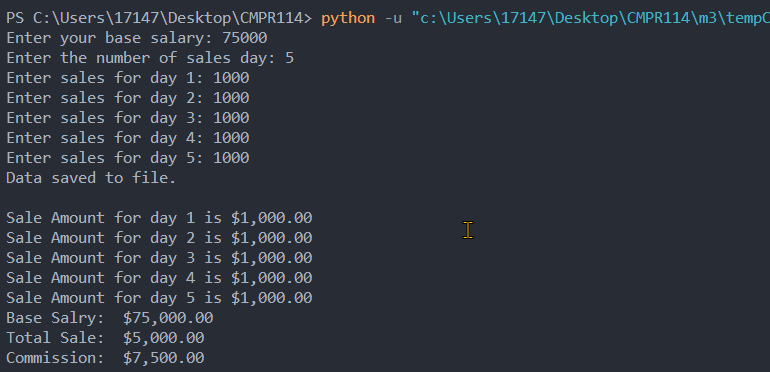 PS C:\Users\17147\Desktop\CMPR114> python -u "c:\Users\17147\Desktop\CMPR114\m3\tempC
Enter your base salary: 75000
Enter the number of sales day: 5
Enter sales for day 1: 1000
Enter sales for day 2: 1000
Enter sales for day 3: 1000
Enter sales for day 4: 1000
Enter sales for day 5: 1000
Data saved to file.
Sale Amount for day 1 is $1,000.00
Sale Amount for day 2 is $1,000.00
Sale Amount for day 3 is $1,000.00
Sale Amount for day 4 is $1,000.00
Sale Amount for day 5 is $1,000.00
Base Salry:  $75,000.00
Total Sale:  $5,000.00
Commission:  $7,500.00